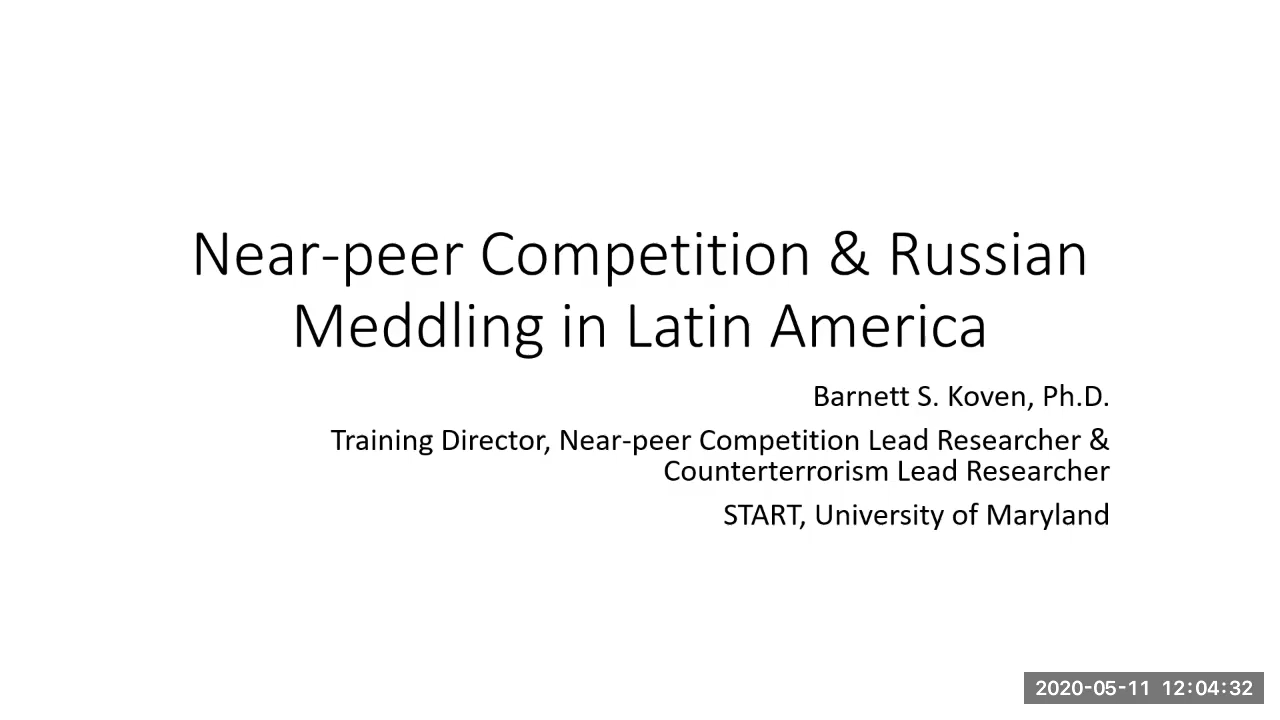 Near-peer Competition & Russian
Meddling in Latin America
Barnett S. Koven, Ph.D.
Training Director, Near-peer Competition Lead Researcher &
Counterterrorism Lead Researcher
START, University of Maryland
2020-05-11 12:04:32